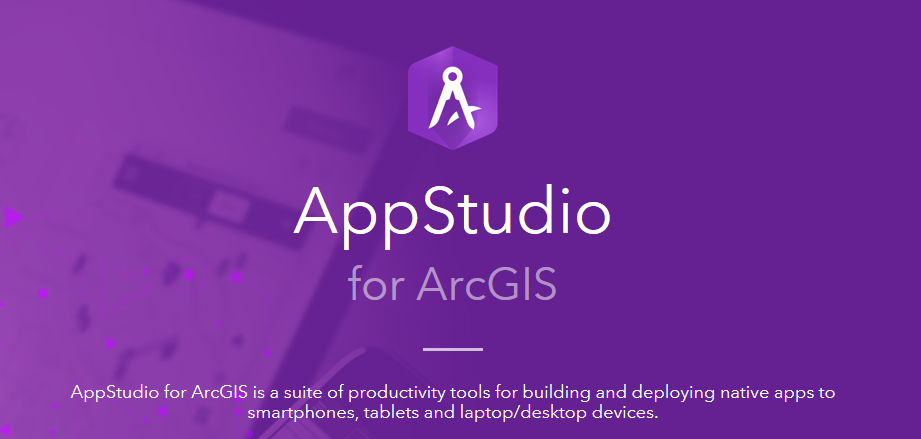 AppStudio
for ArcGIS
AppStudio for ArcGIS is a suite of productivity tools for building and deploying native apps to
smartphones, tablets and laptop/desktop devices.